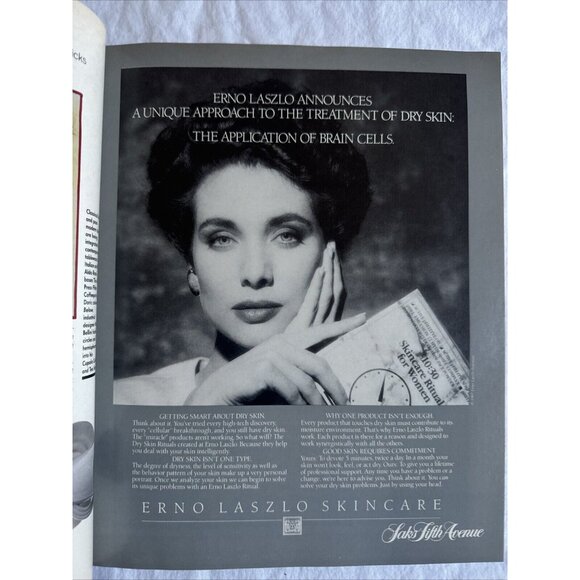 icks
ERNO LASZLO ANNOUNCES
A UNIQUE APPROACH TO THE TREATMENT OF DRY SKIN:
THE APPLICATION OF BRAIN CELLS.
10:30
Skincare Ritual
for Women
GETTING SMART ABOUT DRY SKIN.
Think about it. You've tried every high-tech discovery,
every "cellular" breakthrough, and you still have dry skin.
The "miracle" products aren't working. So what will? The
Dry Skin Rituals created at Erno Laszlo. Because they help
you deal with your skin intelligently.
DRY SKIN ISN'T ONE TYPE.
The degree of dryness, the level of sensitivity as well as
the behavior pattern of your skin make up a very personal
portrait. Once we analyze your skin we can begin to solve
its unique problems with an Erno Laszlo Ritual.
WHY ONE PRODUCT ISN'T ENOUGH.
Every product that touches dry skin must contribute to its
moisture environment. That's why Erno Laszlo Rituals
work. Each product is there for a reason and designed to
work synergistically with all the others.
GOOD SKIN REQUIRES COMMITMENT.
Yours: To devote 3 minutes, twice a day. In a month your
skin won't look, feel, or act dry. Ours: To give you a lifetime
of professional support. Any time you have a problem or a
change, we're here to advise you. Think about it. You can
solve your dry skin problems. Just by using your head.
ERNO LASZLO SKINCARE
Saks Fifth Avenue